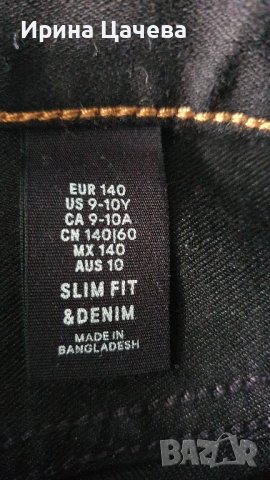 Ирина Цачева
EUR 140
US 9-10Y
CA 9-10A
CN 140|60
MX 140
AUS 10
SLIM FIT
&DENIM
MADE IN
BANGLADESH
BAZAR